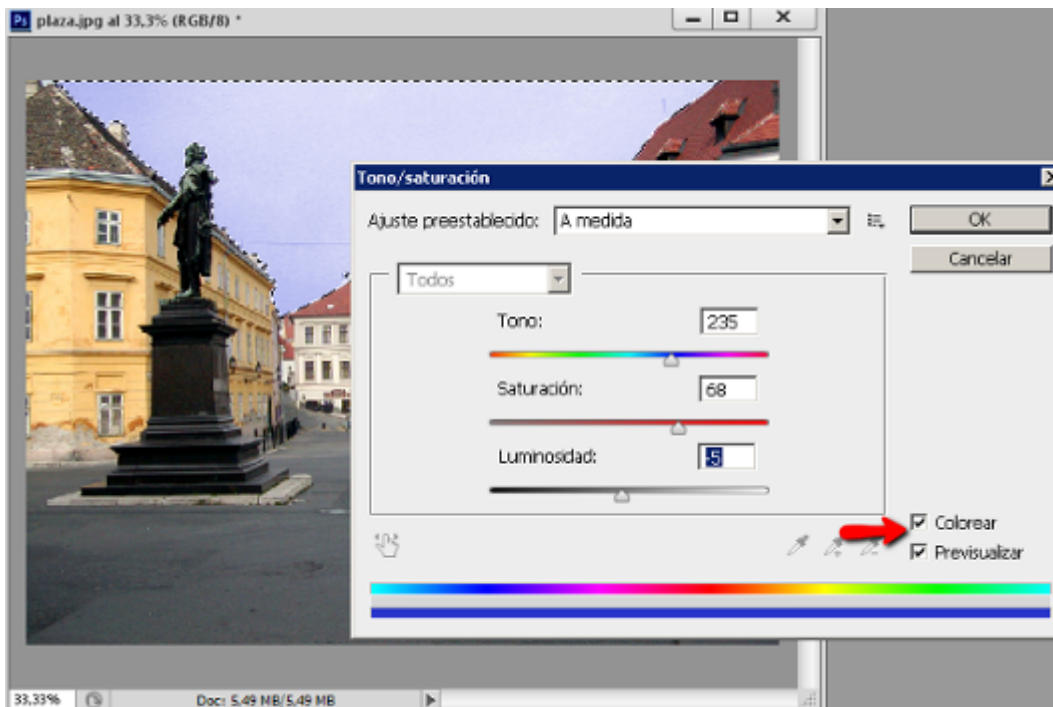 Ps plaza.jpg al 33,3% (RGB/8) *
Tono/saturación
Ajuste preestablecido: A medida
OK
Cancelar
Todos
Tono: 235
Saturación: 68
Luminosidad: -5
Colorear
Previsualizar
33,33% Doc: 5,49 MB/5,49 MB